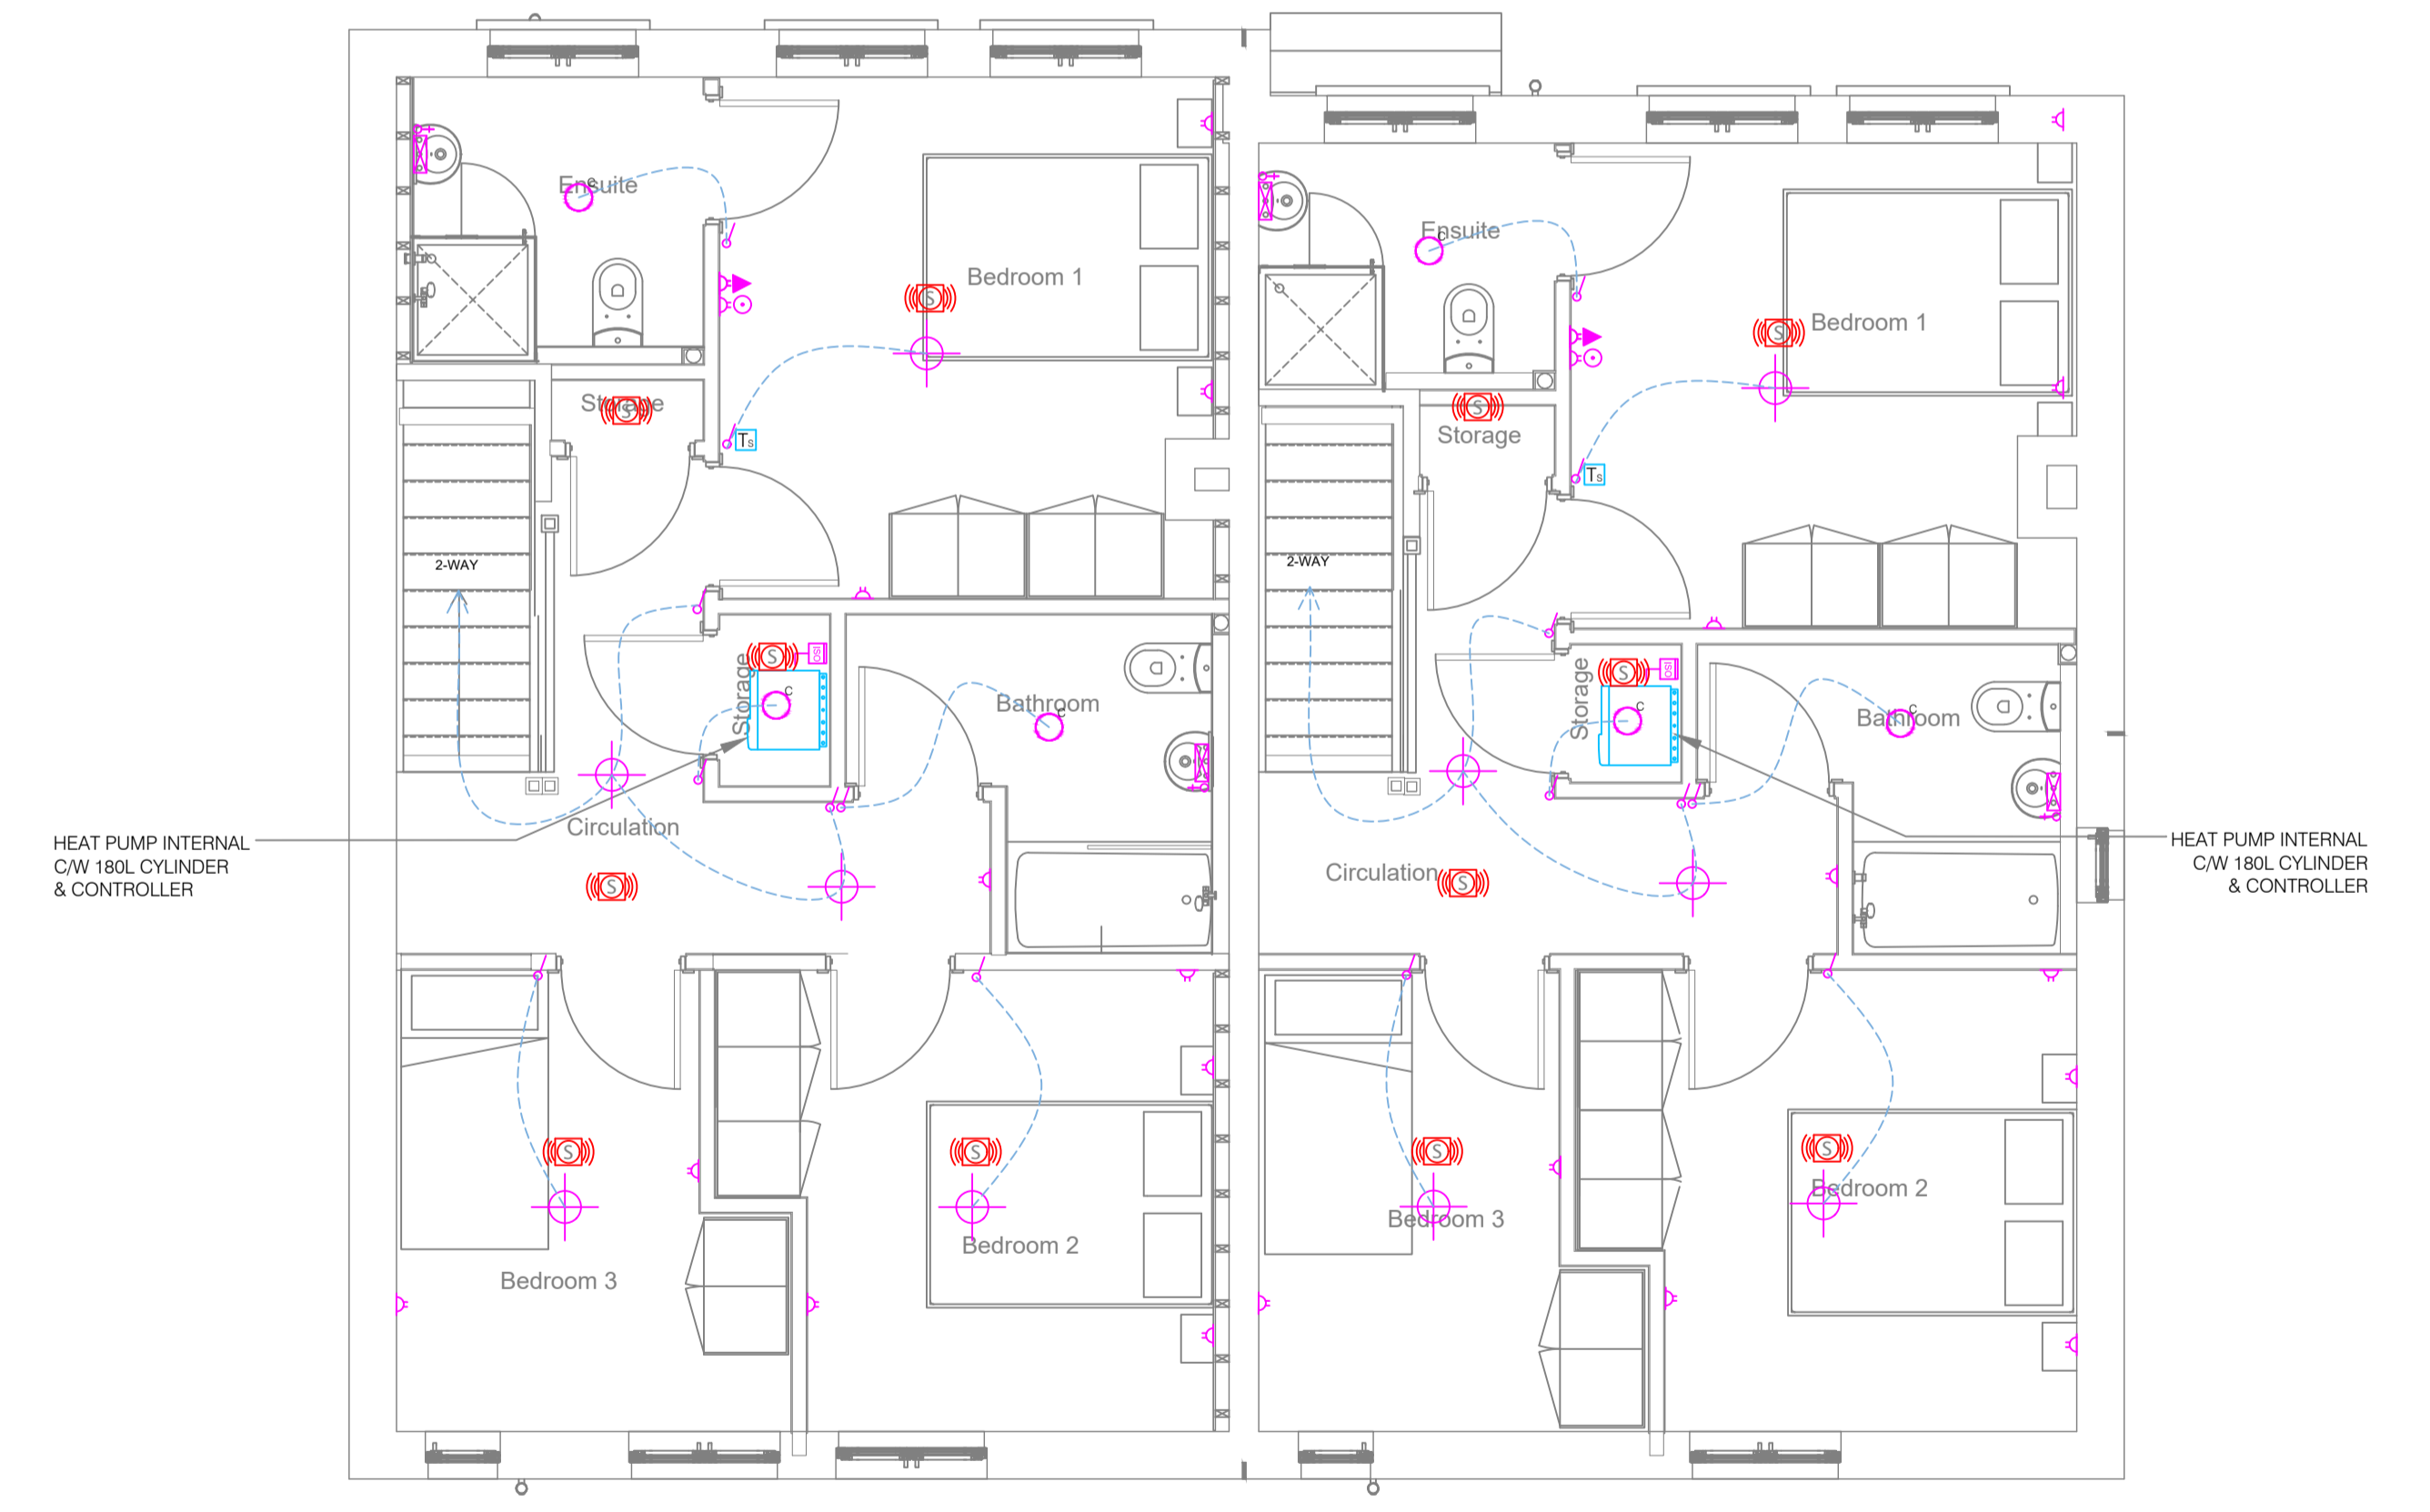 Ensuite
C
Bedroom 1
S
Storage
S
Ts
2-WAY
S
ISO
Storage
C
Bathroom
C
Circulation
S
HEAT PUMP INTERNAL
C/W 180L CYLINDER
& CONTROLLER
S
Bedroom 3
S
Bedroom 2
Ensuite
C
Bedroom 1
S
S
Storage
Ts
2-WAY
S
ISO
Storage
C
Bathroom
C
Circulation
S
HEAT PUMP INTERNAL
C/W 180L CYLINDER
& CONTROLLER
S
Bedroom 3
S
Bedroom 2